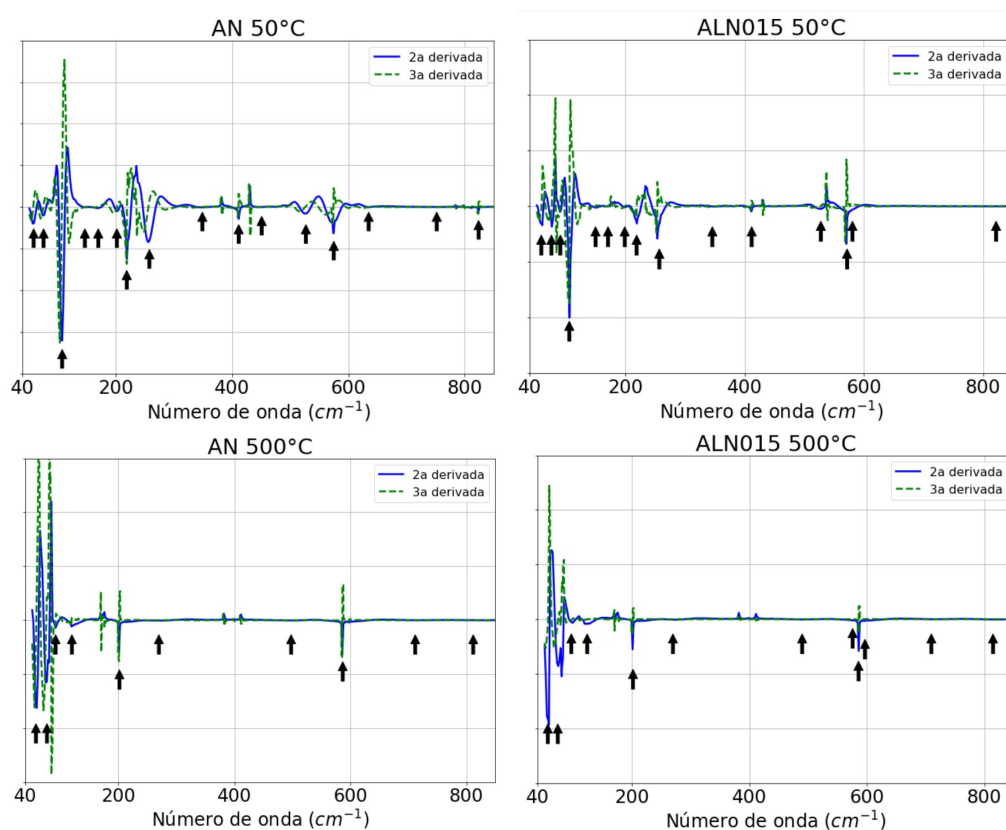 AN 50°C
2a derivada
3a derivada
40 200 400 600 800
Número de onda (cm⁻¹)
ALN015 50°C
2a derivada
3a derivada
40 200 400 600 800
Número de onda (cm⁻¹)
AN 500°C
2a derivada
3a derivada
40 200 400 600 800
Número de onda (cm⁻¹)
ALN015 500°C
2a derivada
3a derivada
40 200 400 600 800
Número de onda (cm⁻¹)